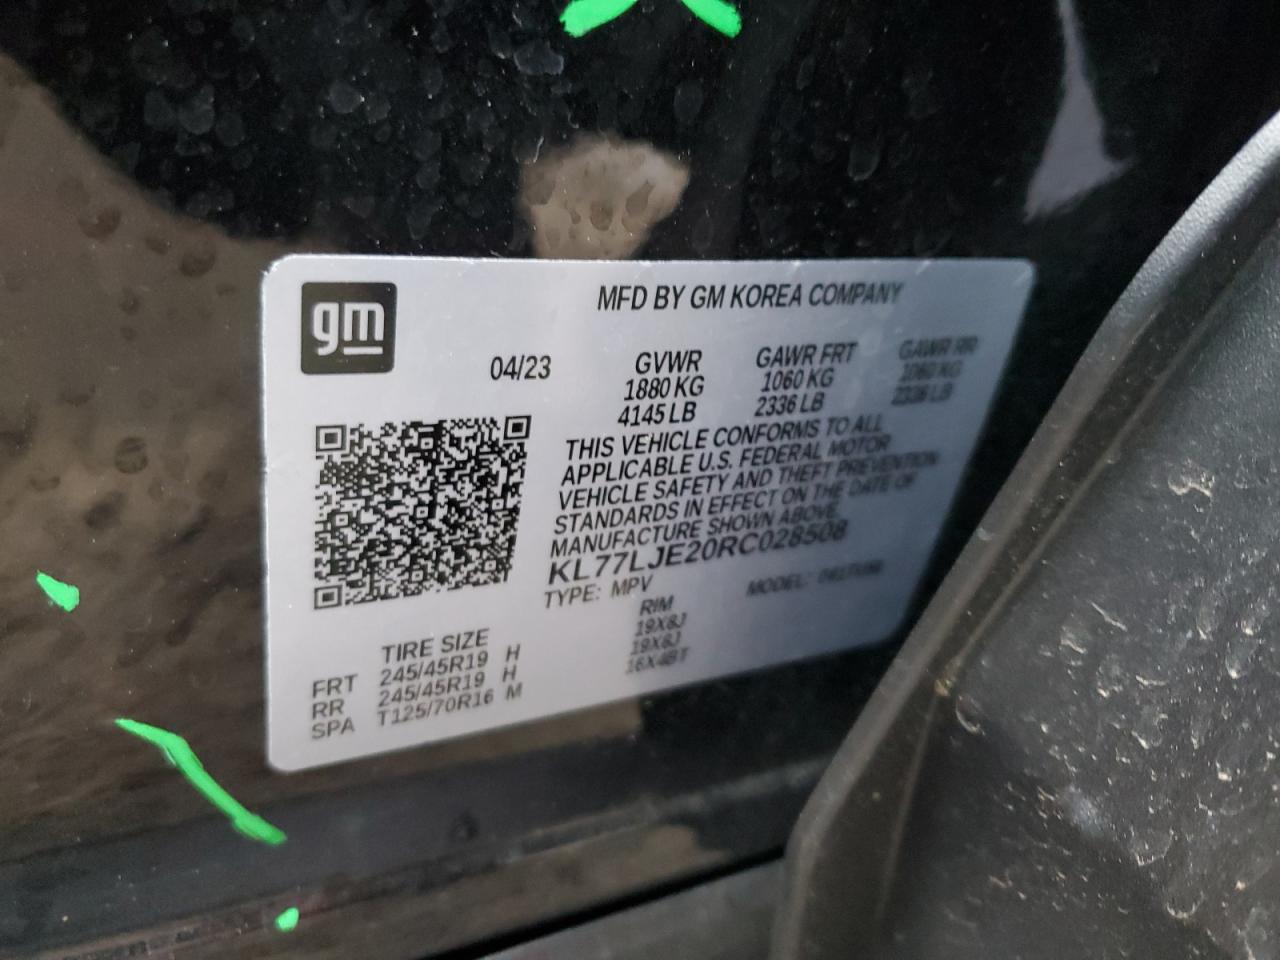 gm
MFD BY GM KOREA COMPANY
04/23
GVWR GAWR FRT GAWR RR
1880 KG 1060 KG 1060 KG
4145 LB 2336 LB 2336 LB
THIS VEHICLE CONFORMS TO ALL
APPLICABLE U.S. FEDERAL MOTOR
VEHICLE SAFETY AND THEFT PREVENTION
STANDARDS IN EFFECT ON THE DATE OF
MANUFACTURE SHOWN ABOVE.
KL77LJE20RC028508
TYPE: MPV MODEL:
TIRE SIZE RIM
FRT 245/45R19 H 19X8J
RR 245/45R19 H 19X8J
SPA T125/70R16 M 16X4BT